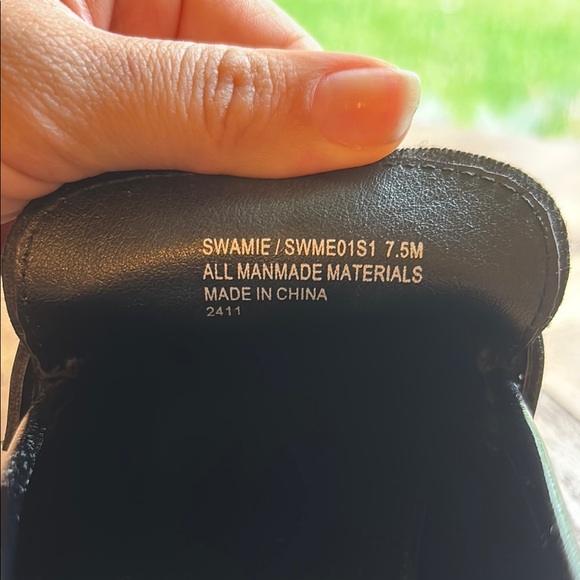 SWAMIE / SWME01S1 7.5M
ALL MANMADE MATERIALS
MADE IN CHINA
2411